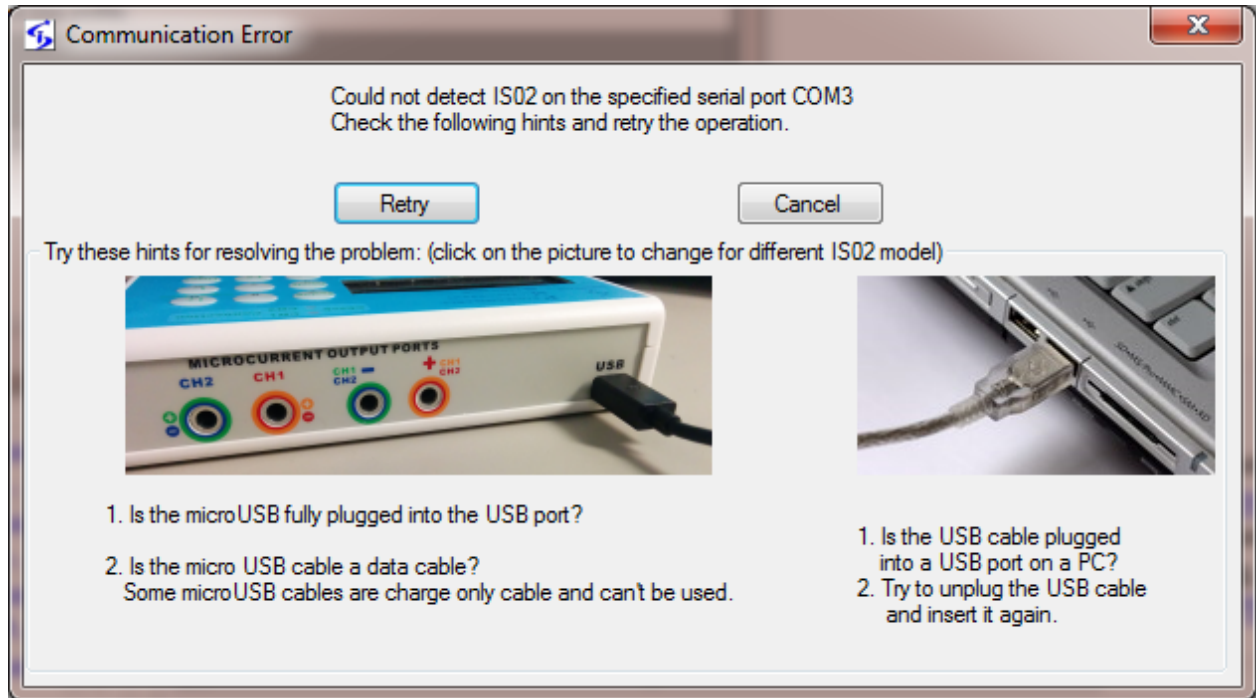 Communication Error
Could not detect IS02 on the specified serial port COM3
Check the following hints and retry the operation.
Retry
Cancel
Try these hints for resolving the problem: (click on the picture to change for different IS02 model)
MICROCURRENT OUTPUT PORTS
CH2 CH1 CH1 CH2 CH1 CH2
USB
1. Is the microUSB fully plugged into the USB port?
2. Is the micro USB cable a data cable?
Some microUSB cables are charge only cable and can't be used.
1. Is the USB cable plugged
into a USB port on a PC?
2. Try to unplug the USB cable
and insert it again.